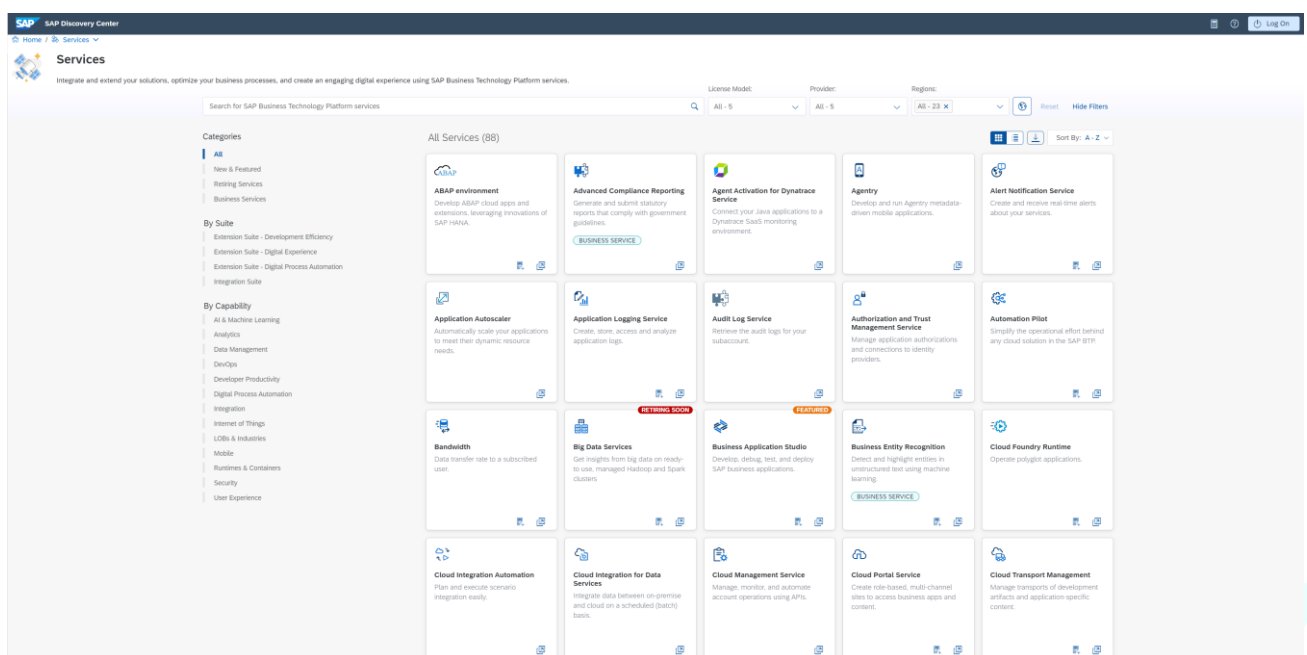 SAP SAP Discovery Center
Log On
Home / Services
Services
Integrate and extend your solutions, optimize your business processes, and create an engaging digital experience using SAP Business Technology Platform services.
License Model: Provider: Regions:
Search for SAP Business Technology Platform services
All - 5 All - 5 All - 23 × Reset Hide Filters
Categories
All
New & Featured
Retiring Services
Business Services
By Suite
Extension Suite - Development Efficiency
Extension Suite - Digital Experience
Extension Suite - Digital Process Automation
Integration Suite
By Capability
AI & Machine Learning
Analytics
Data Management
DevOps
Developer Productivity
Digital Process Automation
Integration
Internet of Things
LOBs & Industries
Mobile
Runtimes & Containers
Security
User Experience
All Services (88)
Sort By: A - Z
ABAP
ABAP environment
Develop ABAP cloud apps and
extensions, leveraging innovations of
SAP HANA.
Advanced Compliance Reporting
Generate and submit statutory
reports that comply with government
guidelines.
BUSINESS SERVICE
Agent Activation for Dynatrace
Service
Connect your Java applications to a
Dynatrace SaaS monitoring
environment.
Agentry
Develop and run Agentry metadata-
driven mobile applications.
Alert Notification Service
Create and receive real-time alerts
about your services.
Application Autoscaler
Automatically scale your applications
to meet their dynamic resource
needs.
Application Logging Service
Create, store, access and analyze
application logs.
Audit Log Service
Retrieve the audit logs for your
subaccount.
Authorization and Trust
Management Service
Manage application authorizations
and connections to identity
providers.
Automation Pilot
Simplify the operational effort behind
any cloud solution in the SAP BTP.
Bandwidth
Data transfer rate to a subscribed
user.
RETIRING SOON
Big Data Services
Get insights from big data on ready-
to use, managed Hadoop and Spark
clusters
FEATURED
Business Application Studio
Develop, debug, test, and deploy
SAP business applications.
Business Entity Recognition
Detect and highlight entities in
unstructured text using machine
learning.
BUSINESS SERVICE
Cloud Foundry Runtime
Operate polyglot applications.
Cloud Integration Automation
Plan and execute scenario
integration easily.
Cloud Integration for Data
Services
Integrate data between on-premise
and cloud on a scheduled (batch)
basis.
Cloud Management Service
Manage, monitor, and automate
account operations using APIs.
Cloud Portal Service
Create role-based, multi-channel
sites to access business apps and
content.
Cloud Transport Management
Manage transports of development
artifacts and application-specific
content.